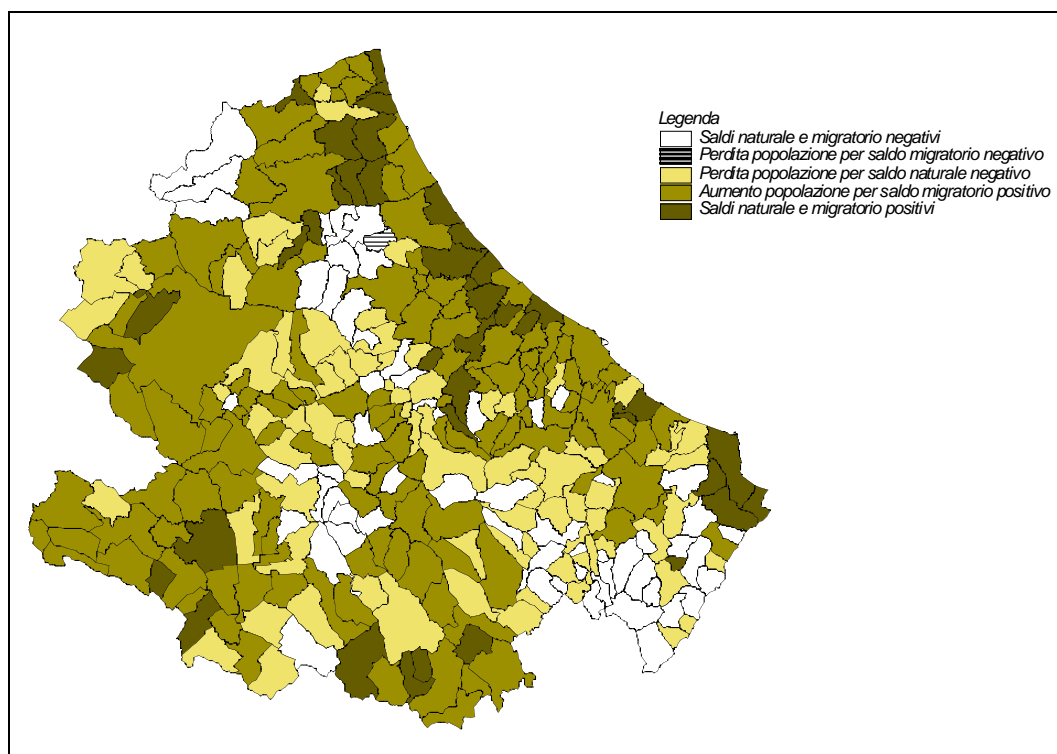 Legenda
Saldi naturale e migratorio negativi
Perdita popolazione per saldo migratorio negativo
Perdita popolazione per saldo naturale negativo
Aumento popolazione per saldo migratorio positivo
Saldi naturale e migratorio positivi